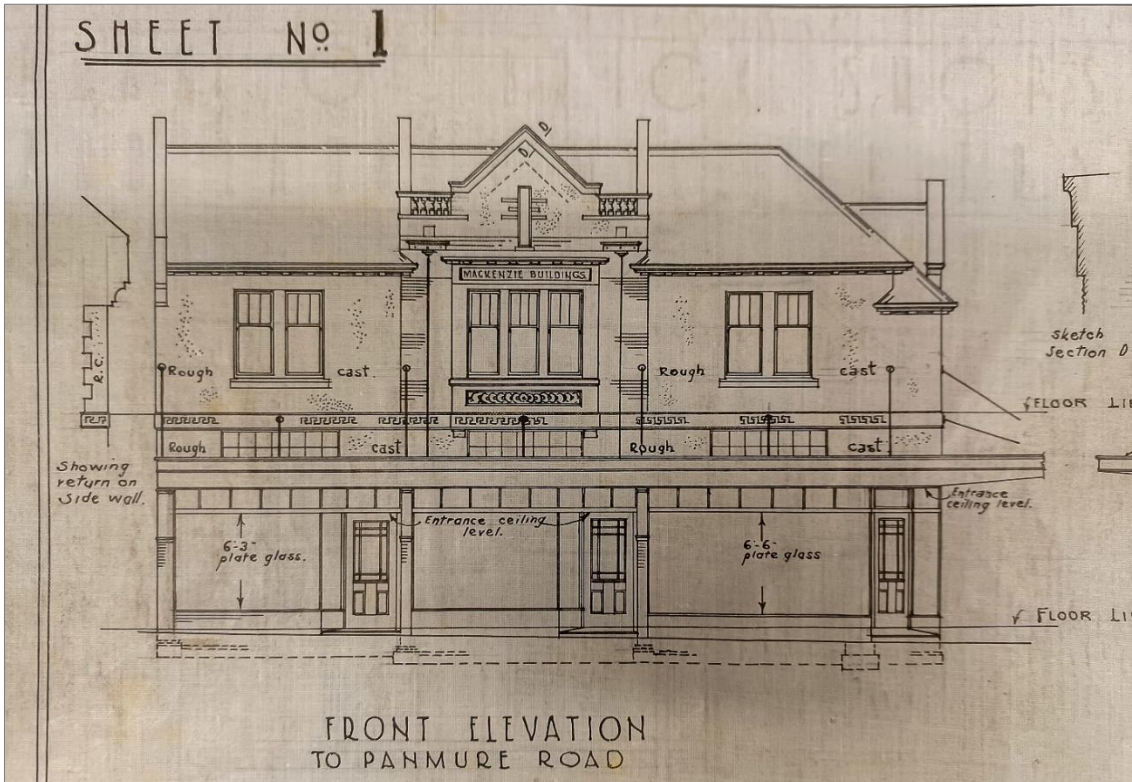 SHEET No 1
D
D
MACKENZIE BUILDINGS
R.C.
Rough cast.
Rough cast
sketch
Section D
FLOOR LI
Rough cast
Rough cast
Showing
return on
side wall.
Entrance ceiling
level.
Entrance
ceiling level.
6'-3"
plate glass.
6'-6"
plate glass
FLOOR LI
FRONT ELEVATION
TO PANMURE ROAD